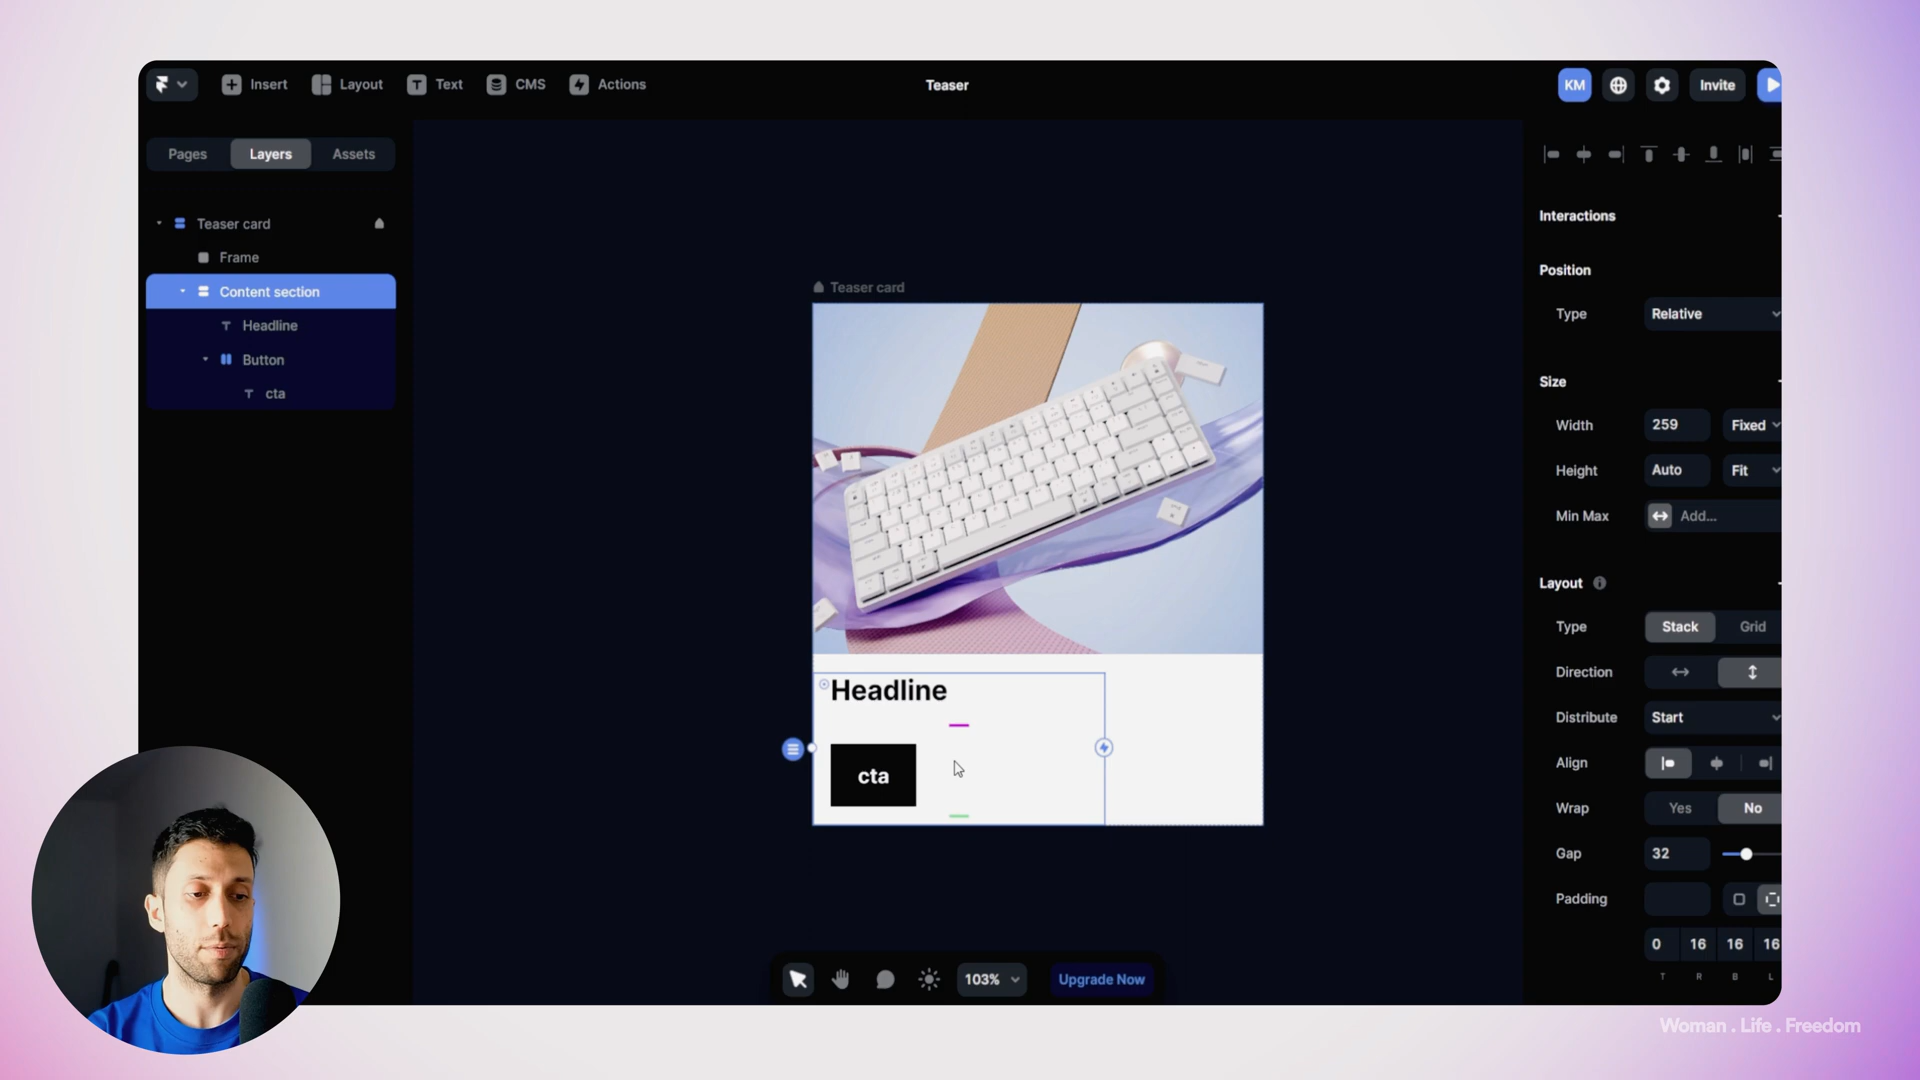 Insert
Layout
Text
CMS
Actions
Teaser
KM
Invite
Pages
Layers
Assets
Teaser card
Frame
Content section
Headline
Button
cta
Teaser card
Headline
cta
103%
Upgrade Now
Interactions
Position
Type
Relative
Size
Width
259
Fixed
Height
Auto
Fit
Min Max
Add...
Layout
Type
Stack
Grid
Direction
Distribute
Start
Align
Wrap
Yes
No
Gap
32
Padding
0 16 16 16
T R B L
Woman . Life . Freedom